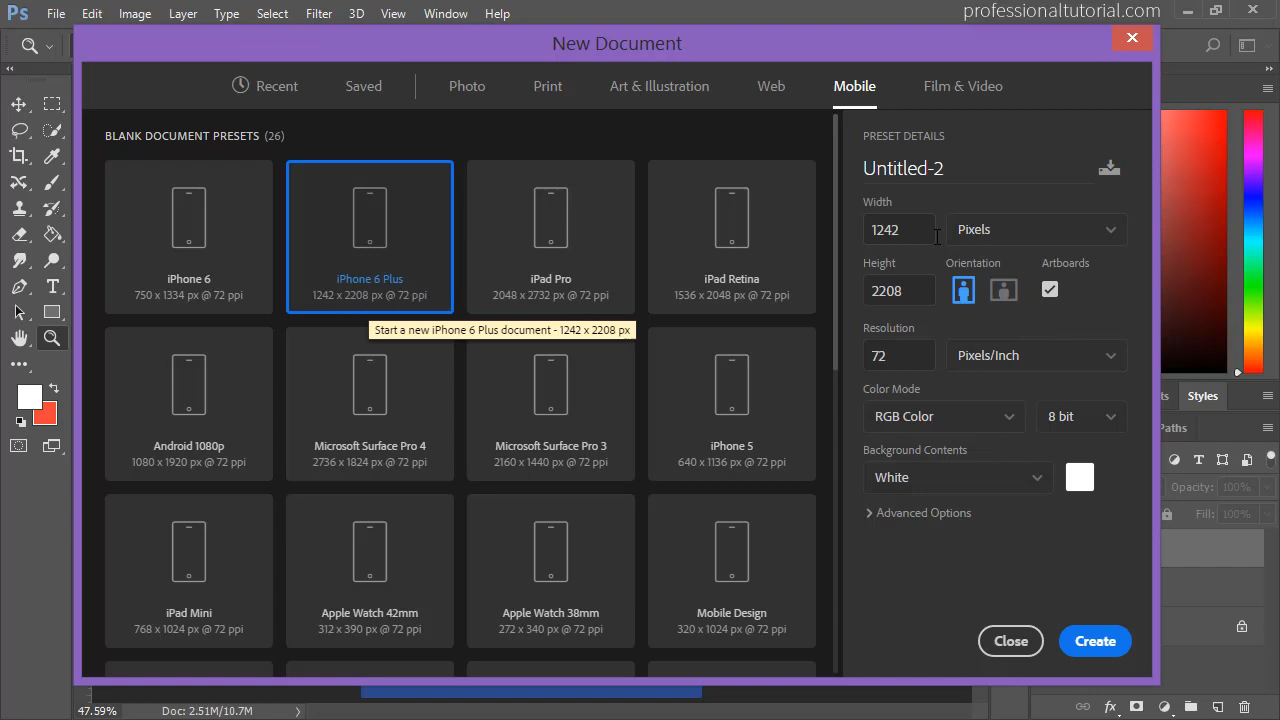 professionaltutorial.com
Ps File Edit Image Layer Type Select Filter 3D View Window Help
New Document
Recent Saved Photo Print Art & Illustration Web Mobile Film & Video
BLANK DOCUMENT PRESETS (26)
iPhone 6
750 x 1334 px @ 72 ppi
iPhone 6 Plus
1242 x 2208 px @ 72 ppi
iPad Pro
2048 x 2732 px @ 72 ppi
iPad Retina
1536 x 2048 px @ 72 ppi
Start a new iPhone 6 Plus document - 1242 x 2208 px
Android 1080p
1080 x 1920 px @ 72 ppi
Microsoft Surface Pro 4
2736 x 1824 px @ 72 ppi
Microsoft Surface Pro 3
2160 x 1440 px @ 72 ppi
iPhone 5
640 x 1136 px @ 72 ppi
iPad Mini
768 x 1024 px @ 72 ppi
Apple Watch 42mm
312 x 390 px @ 72 ppi
Apple Watch 38mm
272 x 340 px @ 72 ppi
Mobile Design
320 x 1024 px @ 72 ppi
PRESET DETAILS
Untitled-2
Width
1242 Pixels
Height Orientation Artboards
2208
Resolution
72 Pixels/Inch
Color Mode
RGB Color 8 bit
Background Contents
White
Advanced Options
Close Create
Styles
Paths
Opacity: 100%
Fill: 100%
47.59% Doc: 2.51M/10.7M